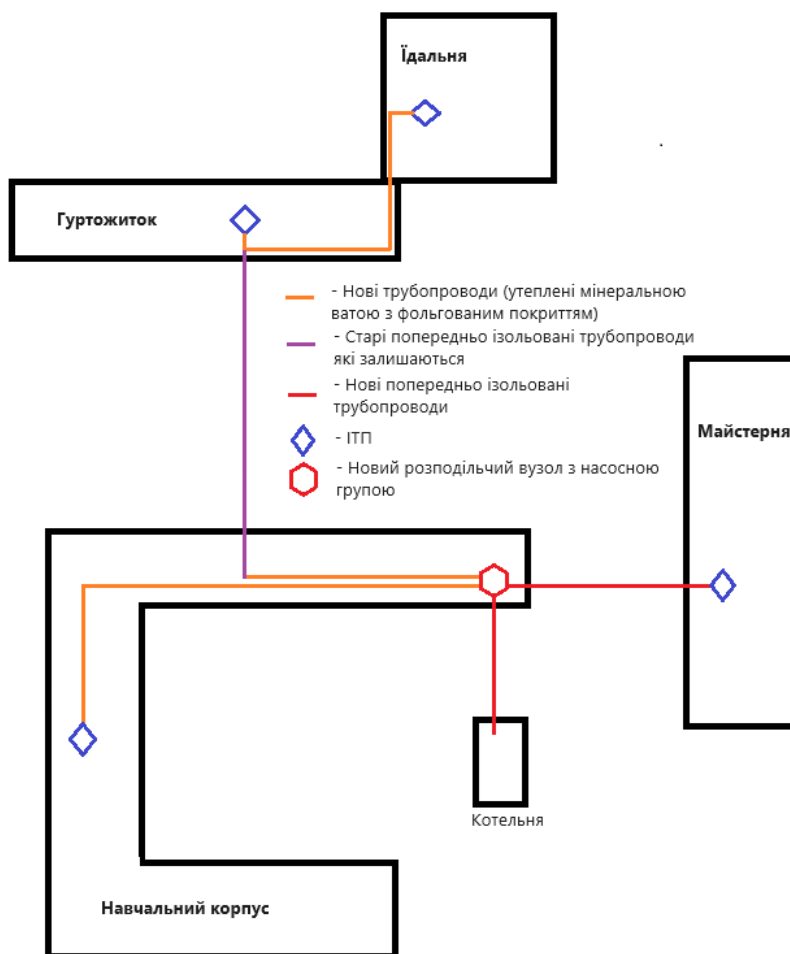 Їдальня
Гуртожиток
- Нові трубопроводи (утеплені мінеральною
ватою з фольгованим покриттям)
- Старі попередньо ізольовані трубопроводи
які залишаються
- Нові попередньо ізольовані
трубопроводи
- ІТП
- Новий розподільчий вузол з насосною
групою
Майстерня
Котельня
Навчальний корпус